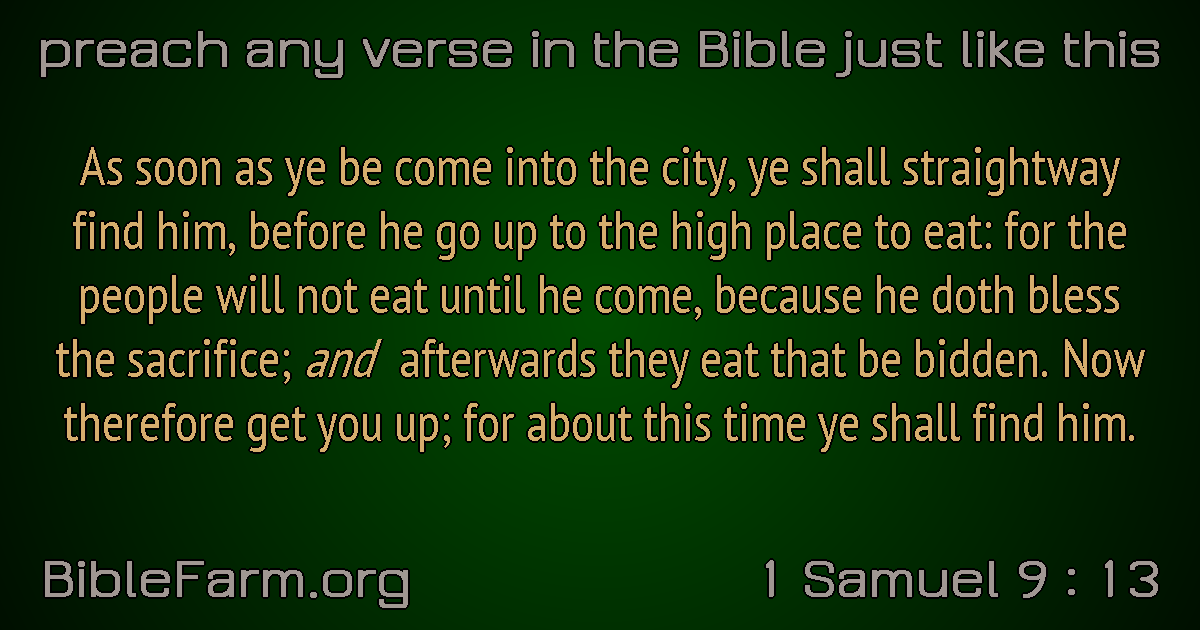 preach any verse in the Bible just like this
As soon as ye be come into the city, ye shall straightway
find him, before he go up to the high place to eat: for the
people will not eat until he come, because he doth bless
the sacrifice; and afterwards they eat that be bidden. Now
therefore get you up; for about this time ye shall find him.
BibleFarm.org 1 Samuel 9 : 13